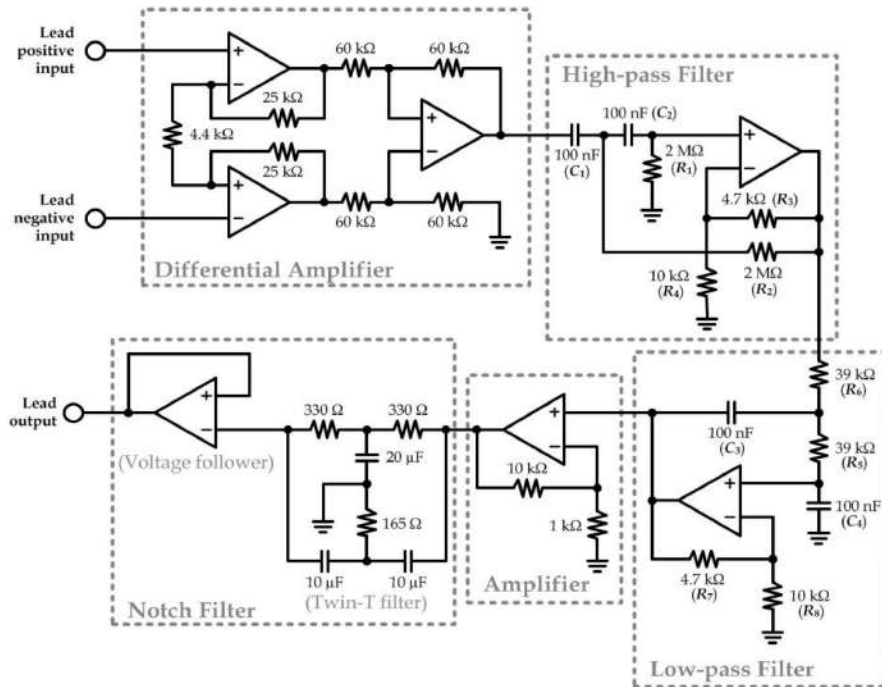 Lead
positive
input
60 kΩ
60 kΩ
25 kΩ
4.4 kΩ
25 kΩ
60 kΩ
60 kΩ
Lead
negative
input
+
−
+
−
+
−
Differential Amplifier
High-pass Filter
100 nF (C₂)
100 nF
(C₁)
2 MΩ
(R₁)
+
−
4.7 kΩ (R₃)
10 kΩ
(R₄)
2 MΩ
(R₂)
39 kΩ
(R₆)
100 nF
(C₃)
39 kΩ
(R₅)
+
−
100 nF
(C₄)
4.7 kΩ
(R₇)
10 kΩ
(R₈)
Low-pass Filter
+
−
10 kΩ
1 kΩ
Amplifier
Lead
output
+
−
(Voltage follower)
330 Ω
330 Ω
20 μF
165 Ω
10 μF
10 μF
(Twin-T filter)
Notch Filter